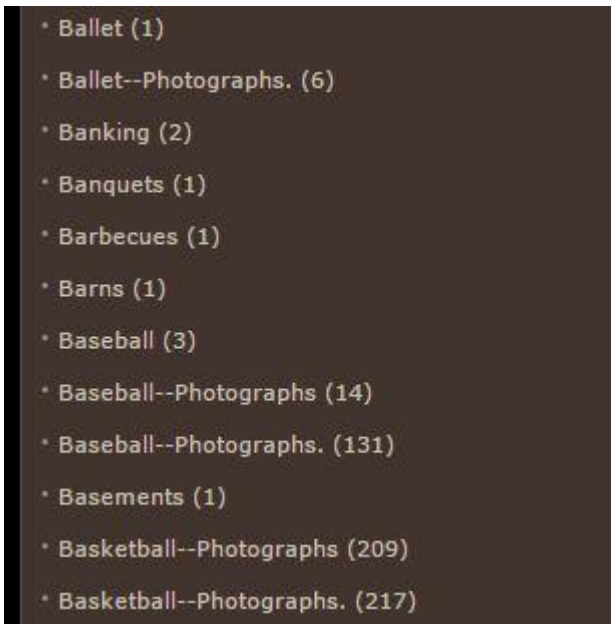 • Ballet (1)
• Ballet--Photographs. (6)
• Banking (2)
• Banquets (1)
• Barbecues (1)
• Barns (1)
• Baseball (3)
• Baseball--Photographs (14)
• Baseball--Photographs. (131)
• Basements (1)
• Basketball--Photographs (209)
• Basketball--Photographs. (217)